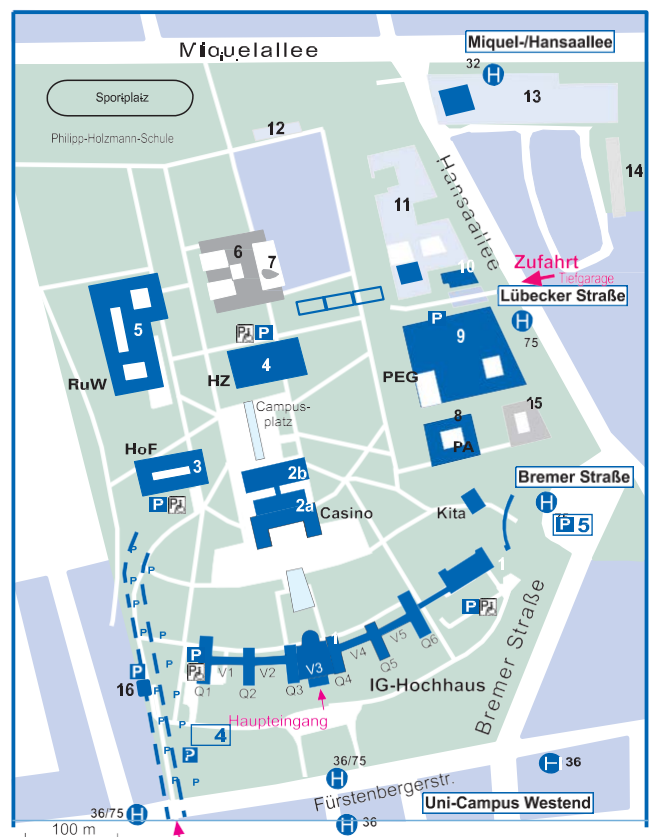 Miquelallee
Miquel-/Hansaallee
32
H
13
Sportplatz
Philipp-Holzmann-Schule
12
14
Hansaallee
11
6
7
10
Zufahrt
Tiefgarage
Lübecker Straße
H
75
5
P
9
P
4
RuW
HZ
PEG
Campus-
platz
8
PA
15
HoF
3
2b
2a
Casino
P
Kita
Bremer Straße
H
P 5
1
P
P
1
V1
V2
V3
V4
V5
Q1
Q2
Q3
Q4
Q5
Q6
P
16
IG-Hochhaus
Haupteingang
Bremer Straße
4
P
36/75
H
H
36
Fürstenbergerstr.
Uni-Campus Westend
36/75
H
H
36
100 m